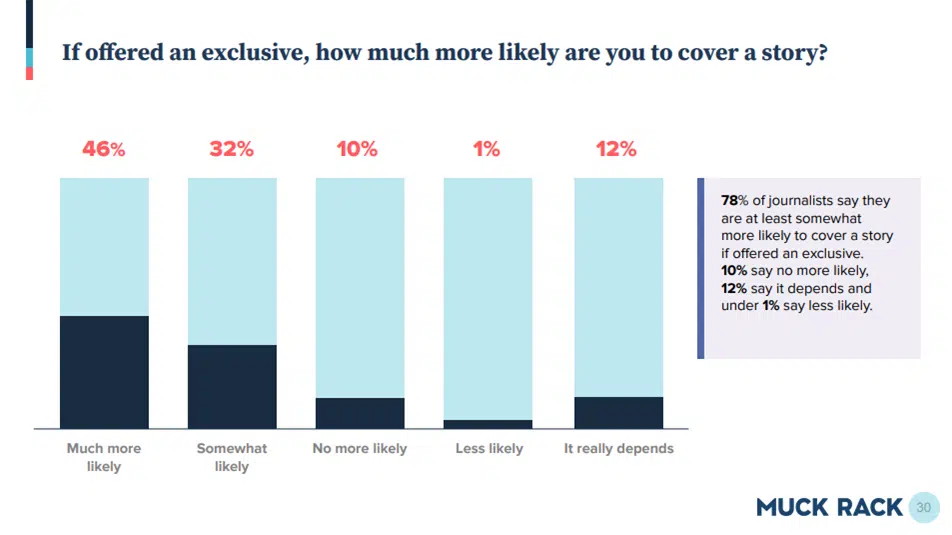 If offered an exclusive, how much more likely are you to cover a story?
46%
32%
10%
1%
12%
78% of journalists say they
are at least somewhat
more likely to cover a story
if offered an exclusive.
10% say no more likely,
12% say it depends and
under 1% say less likely.
Much more
likely
Somewhat
likely
No more likely
Less likely
It really depends
MUCK RACK
30